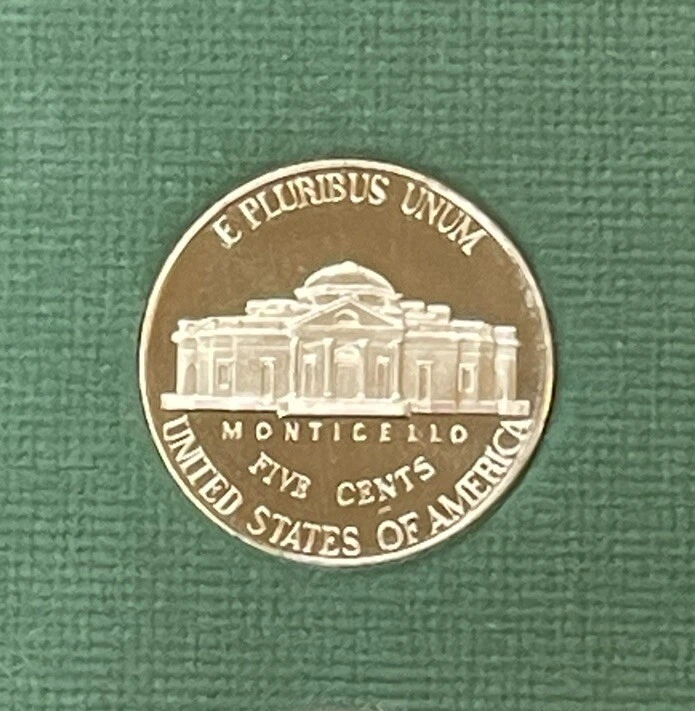 E PLURIBUS UNUM
MONTICELLO
FIVE CENTS
UNITED STATES OF AMERICA